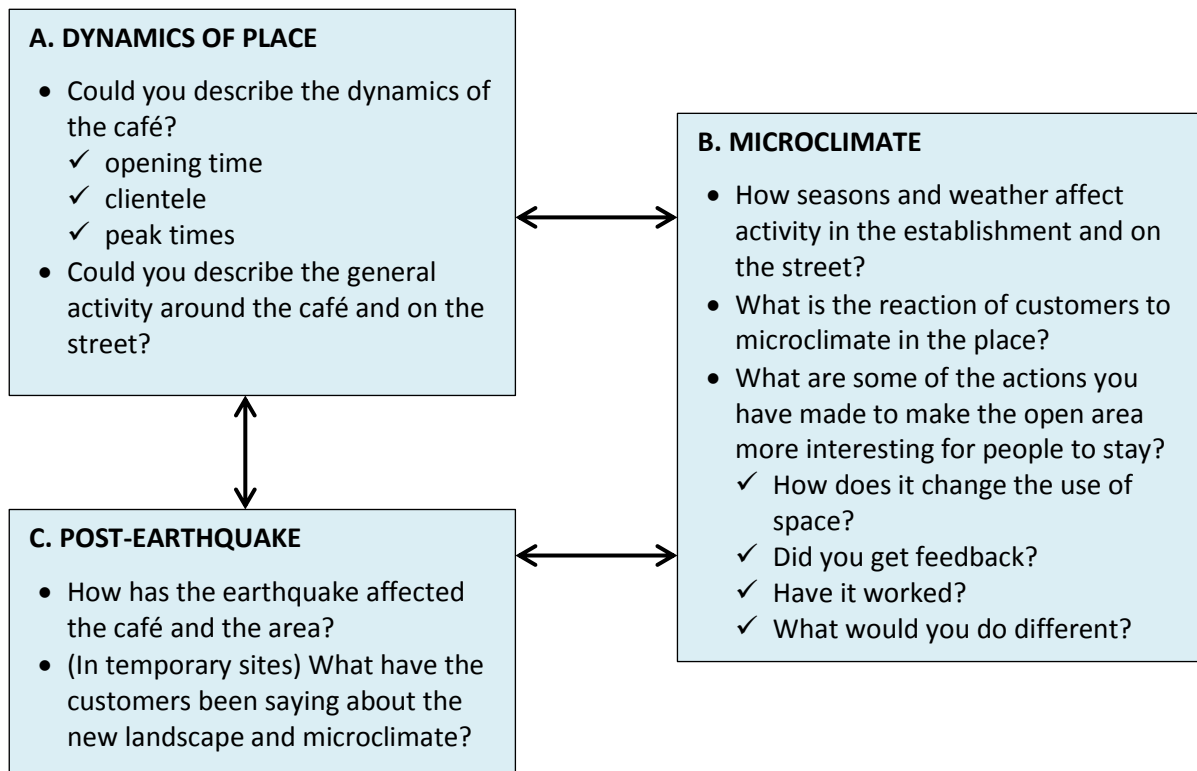 A. DYNAMICS OF PLACE
• Could you describe the dynamics of
the café?
✓ opening time
✓ clientele
✓ peak times
• Could you describe the general
activity around the café and on the
street?
B. MICROCLIMATE
• How seasons and weather affect
activity in the establishment and on
the street?
• What is the reaction of customers to
microclimate in the place?
• What are some of the actions you
have made to make the open area
more interesting for people to stay?
✓ How does it change the use of
space?
✓ Did you get feedback?
✓ Have it worked?
✓ What would you do different?
C. POST-EARTHQUAKE
• How has the earthquake affected
the café and the area?
• (In temporary sites) What have the
customers been saying about the
new landscape and microclimate?